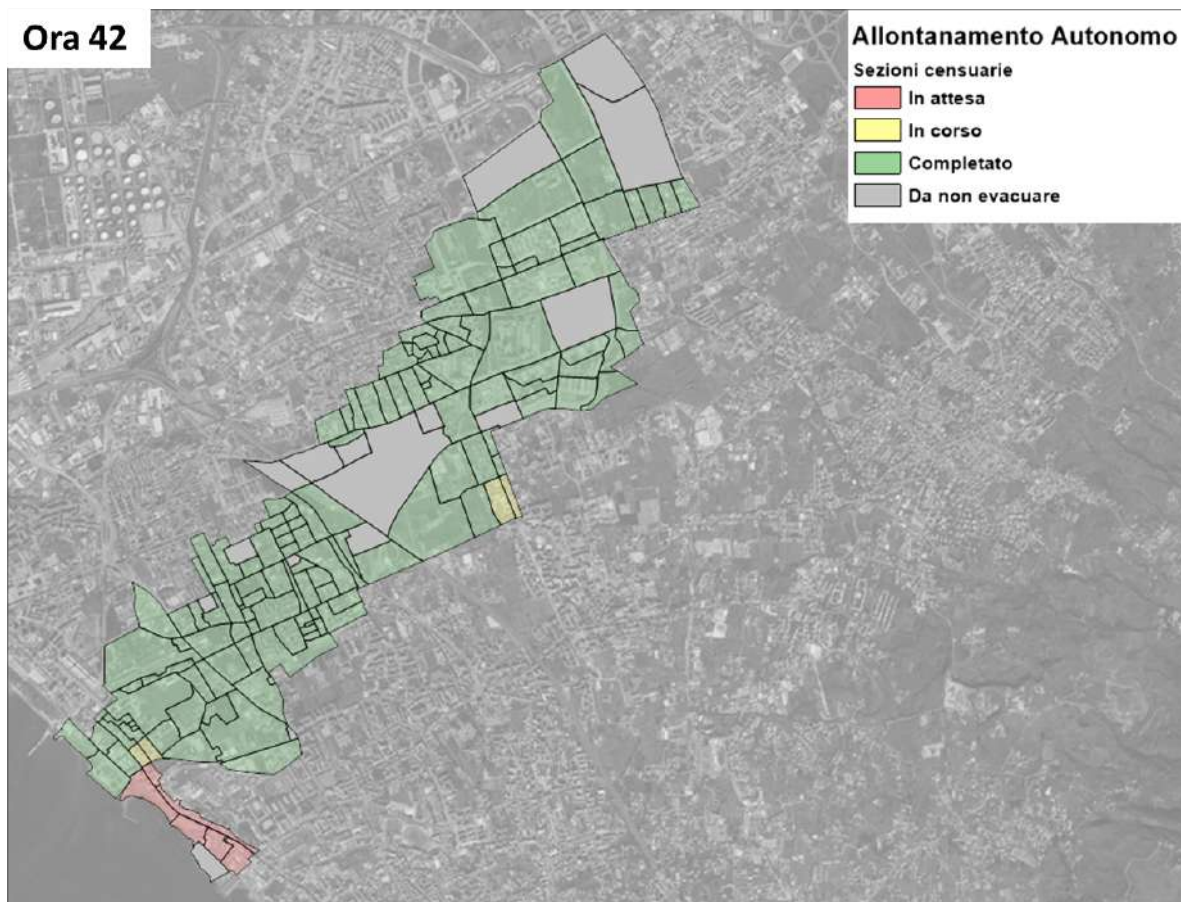 Ora 42
Allontanamento Autonomo
Sezioni censuarie
In attesa
In corso
Completato
Da non evacuare